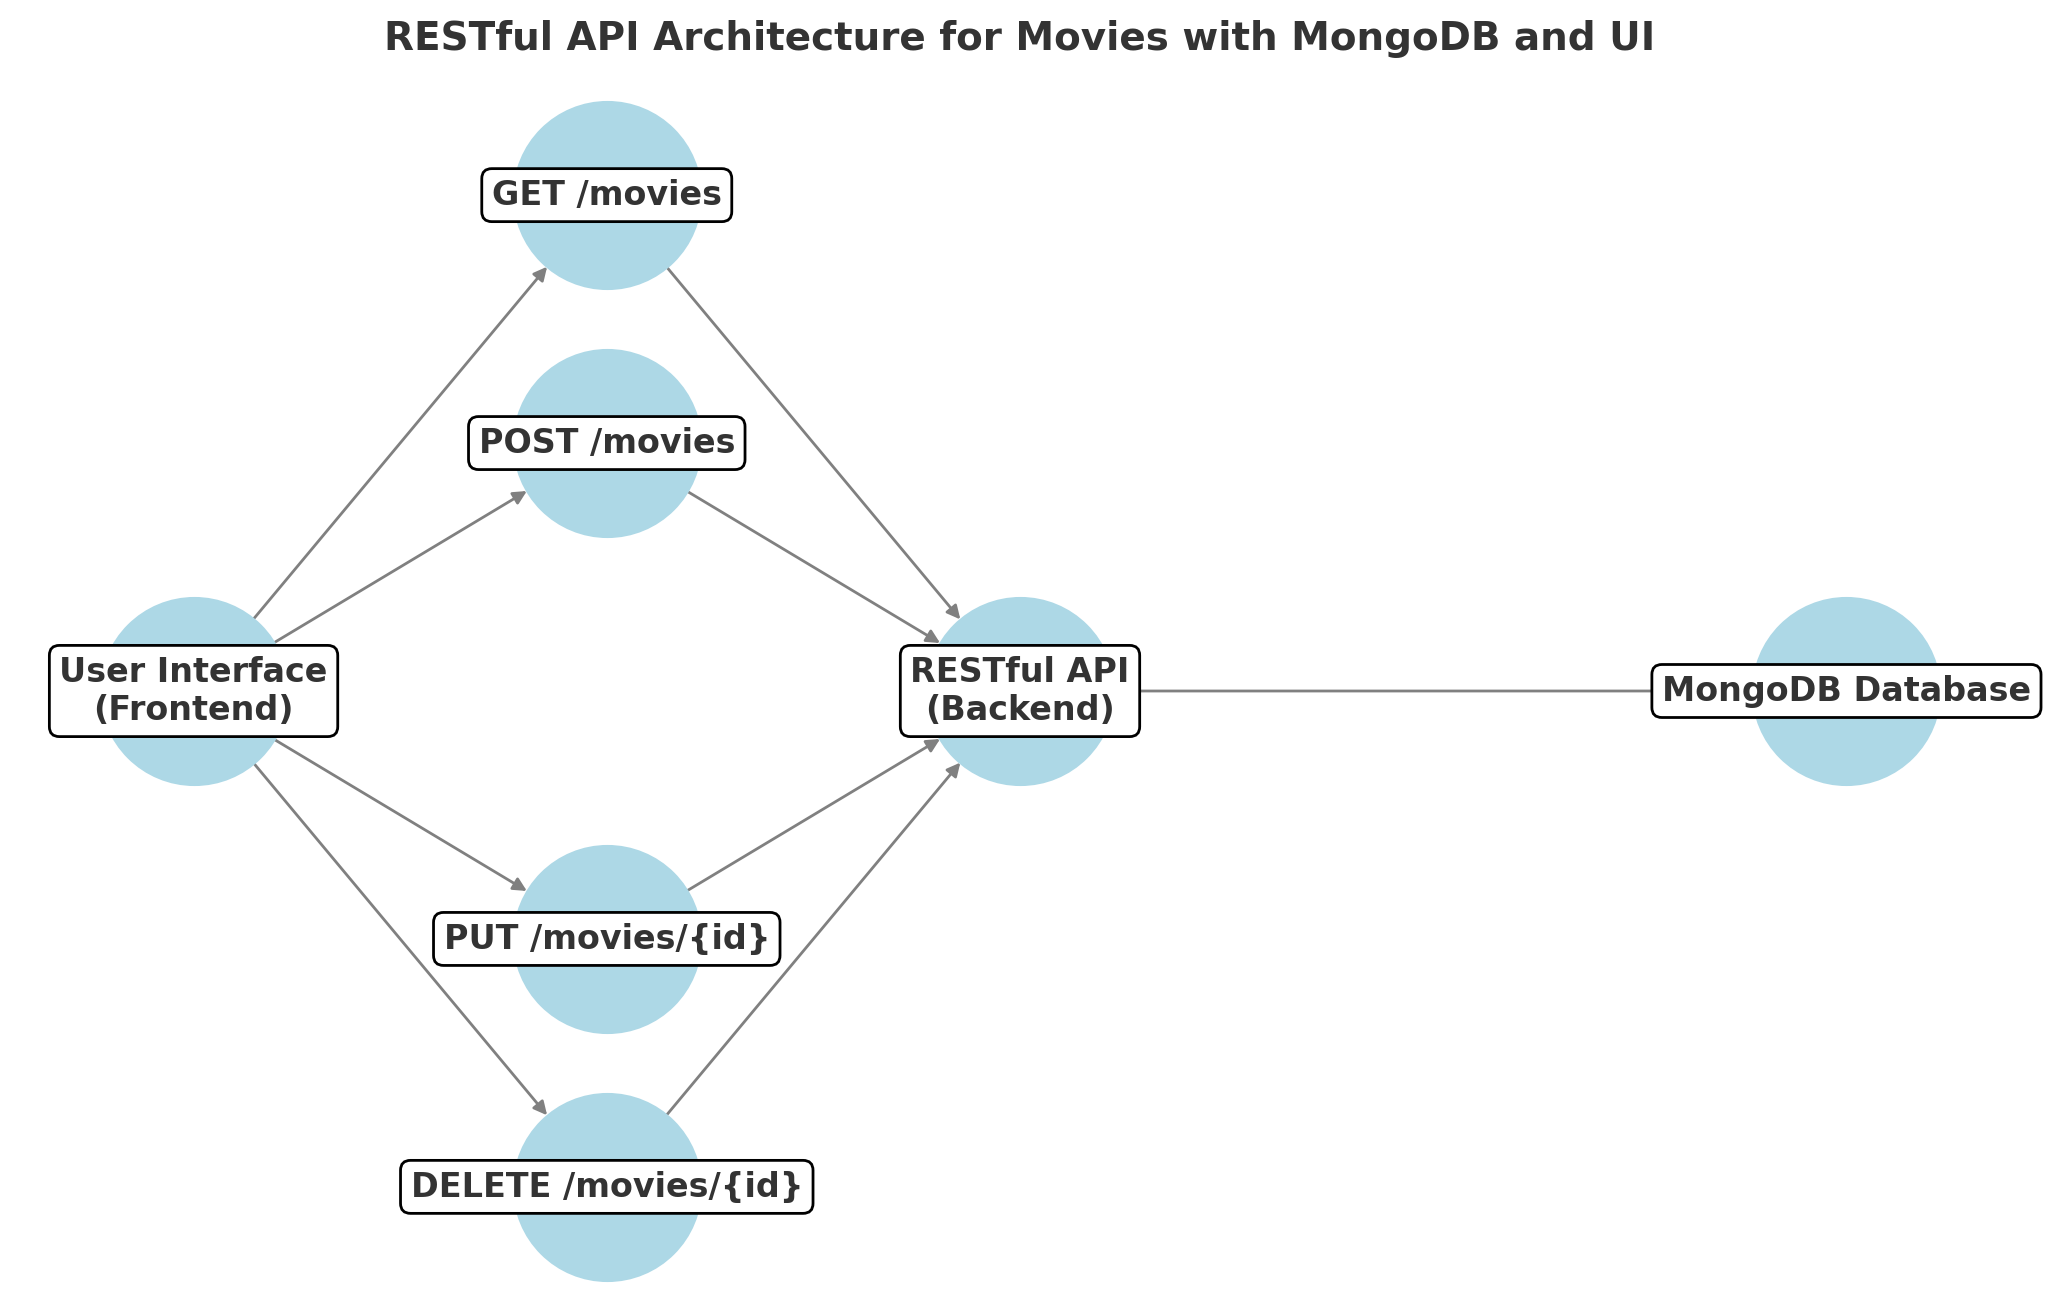 RESTful API Architecture for Movies with MongoDB and UI
GET /movies
POST /movies
User Interface
(Frontend)
RESTful API
(Backend)
MongoDB Database
PUT /movies/{id}
DELETE /movies/{id}